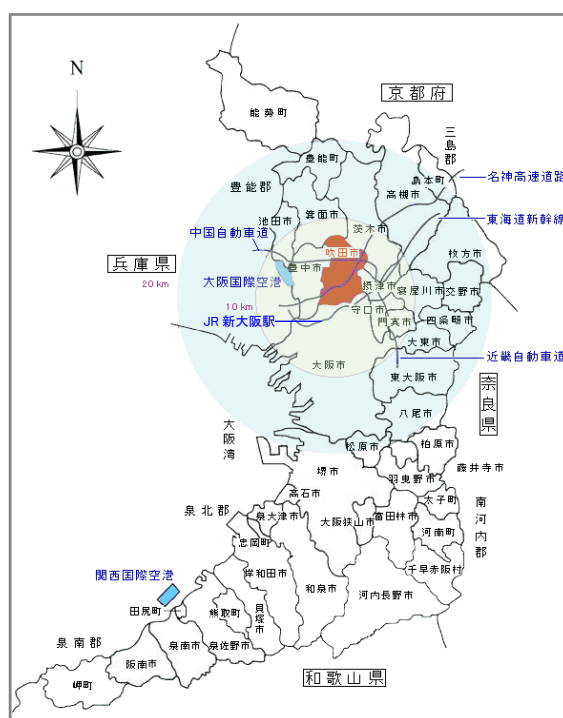 N
京都府
能勢町
三島郡
豊能町
島本町
名神高速道路
豊能郡
高槻市
池田市
箕面市
茨木市
東海道新幹線
中国自動車道
吹田市
枚方市
兵庫県
豊中市
大阪国際空港
摂津市
寝屋川市
交野市
20 km
10 km
守口市
JR新大阪駅
門真市
四条畷市
大東市
大阪市
近畿自動車道
東大阪市
奈良県
八尾市
大阪湾
松原市
柏原市
堺市
藤井寺市
羽曳野市
高石市
太子町
泉北郡
泉大津市
大阪狭山市
富田林市
南河内郡
忠岡町
河南町
関西国際空港
岸和田市
千早赤阪村
和泉市
河内長野市
田尻町
熊取町
貝塚市
泉南郡
阪南市
泉南市
泉佐野市
岬町
和歌山県